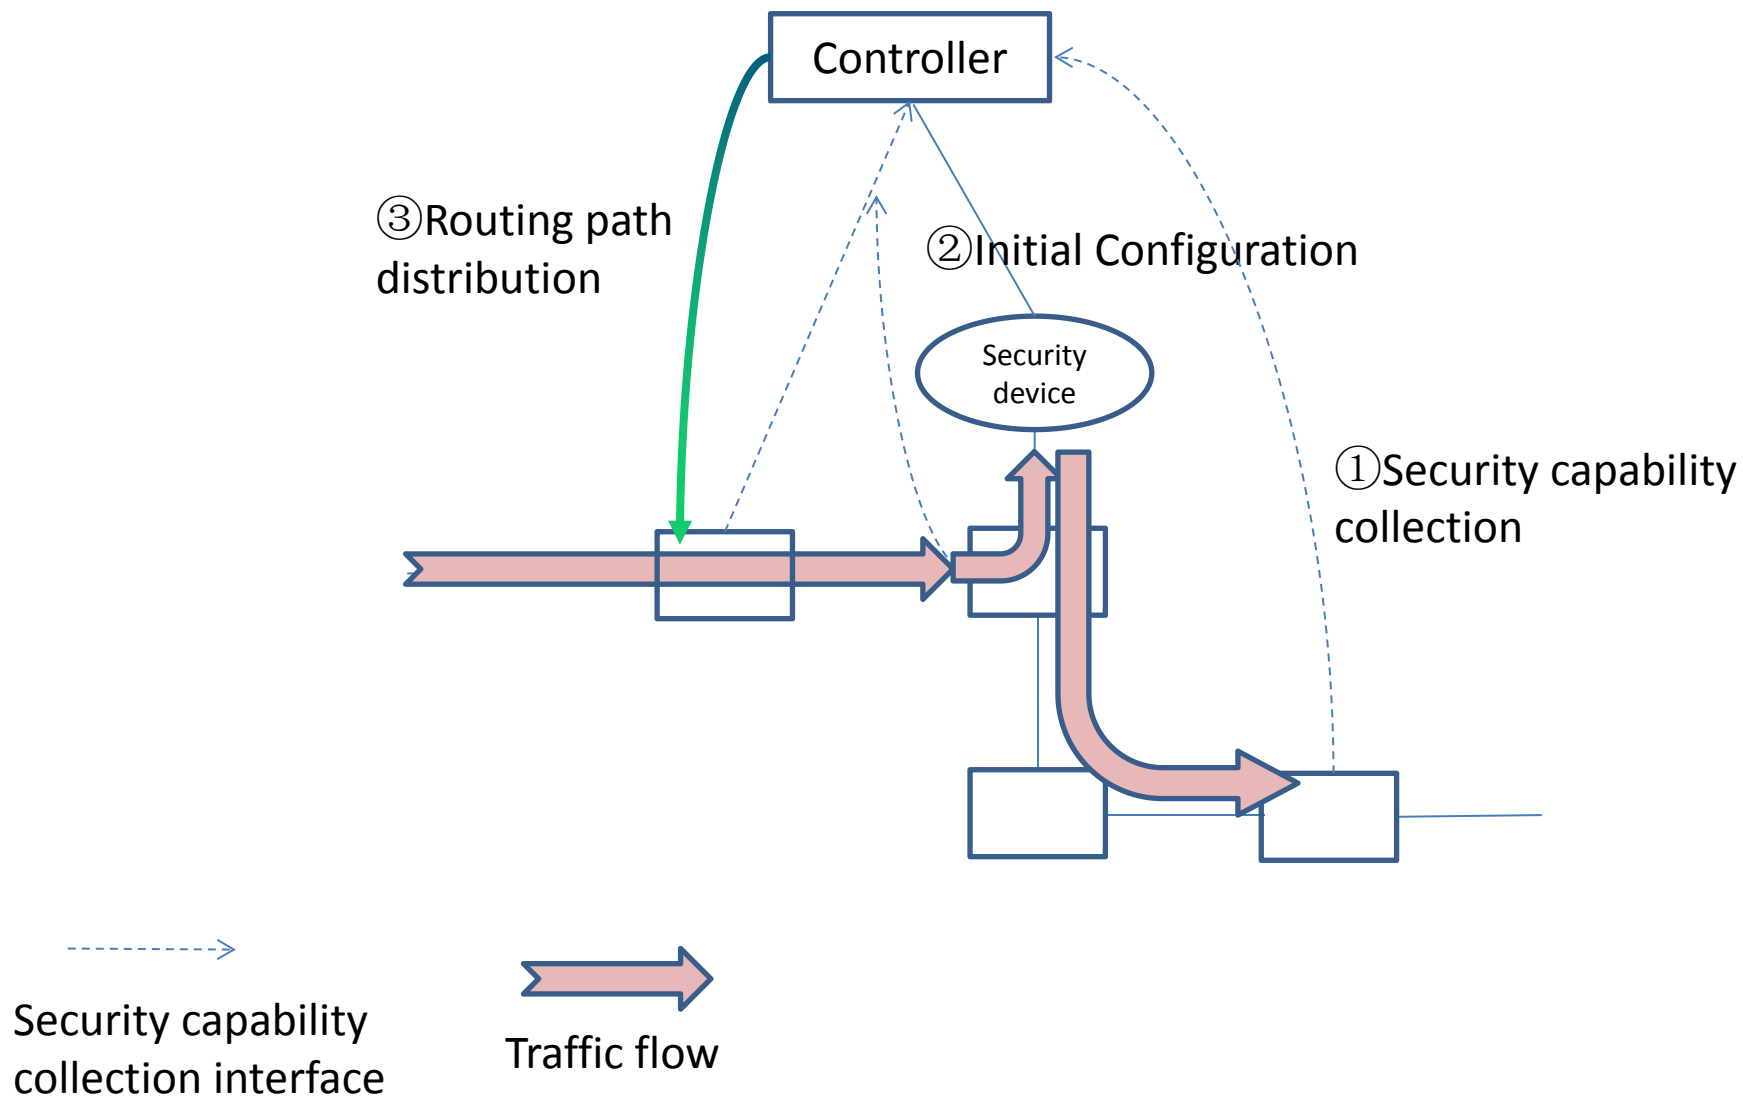 Controller
③Routing path
distribution
②Initial Configuration
Security
device
①Security capability
collection
Security capability
collection interface
Traffic flow